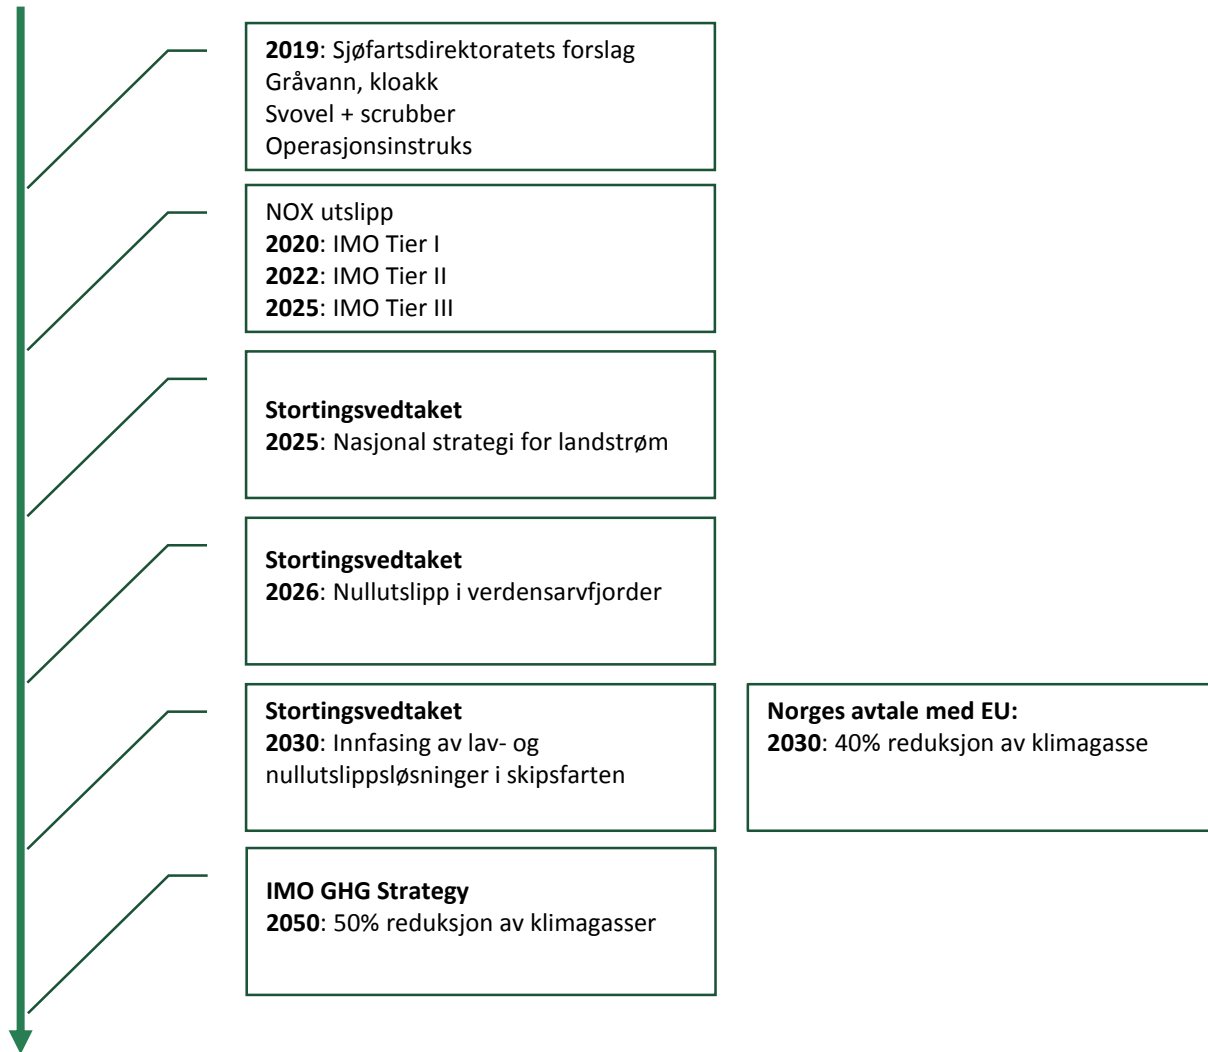 2019: Sjøfartsdirektoratets forslag
Gråvann, kloakk
Svovel + scrubber
Operasjonsinstruks
NOX utslipp
2020: IMO Tier I
2022: IMO Tier II
2025: IMO Tier III
Stortingsvedtaket
2025: Nasjonal strategi for landstrøm
Stortingsvedtaket
2026: Nullutslipp i verdensarvfjorder
Stortingsvedtaket
2030: Innfasing av lav- og
nullutslippsløsninger i skipsfarten
Norges avtale med EU:
2030: 40% reduksjon av klimagasse
IMO GHG Strategy
2050: 50% reduksjon av klimagasser